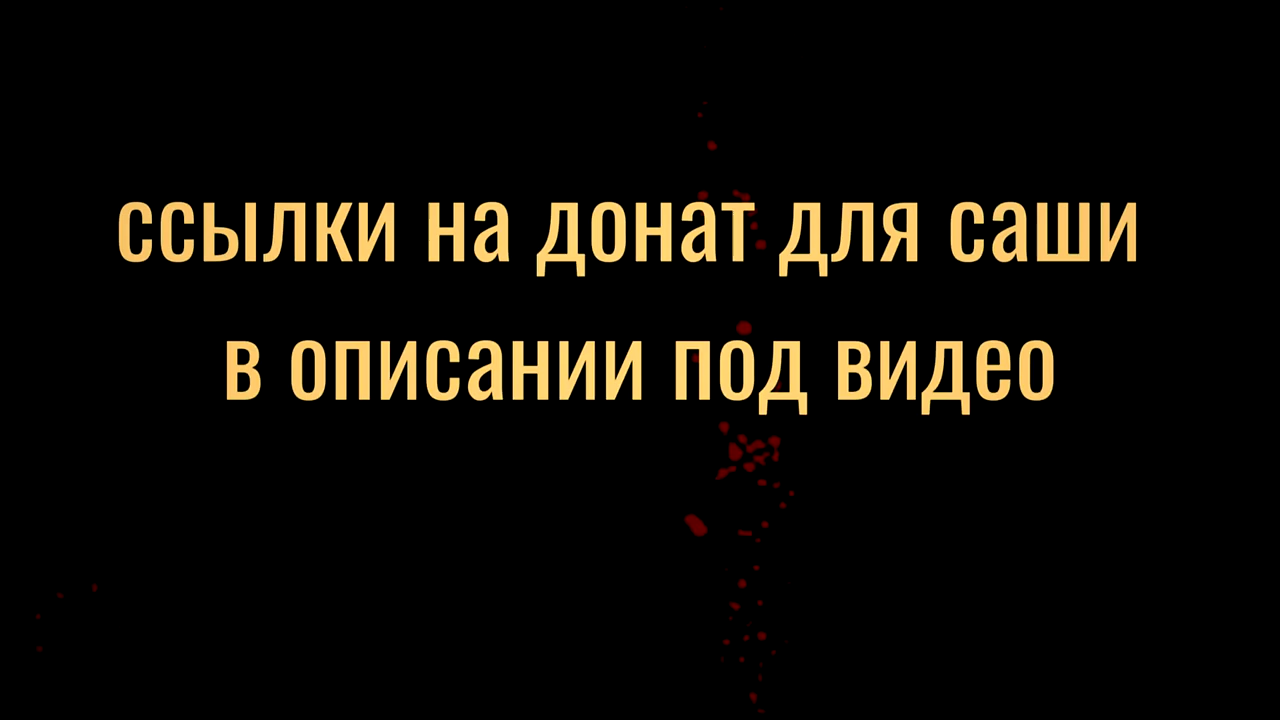 ссылки на донат для саши
в описании под видео